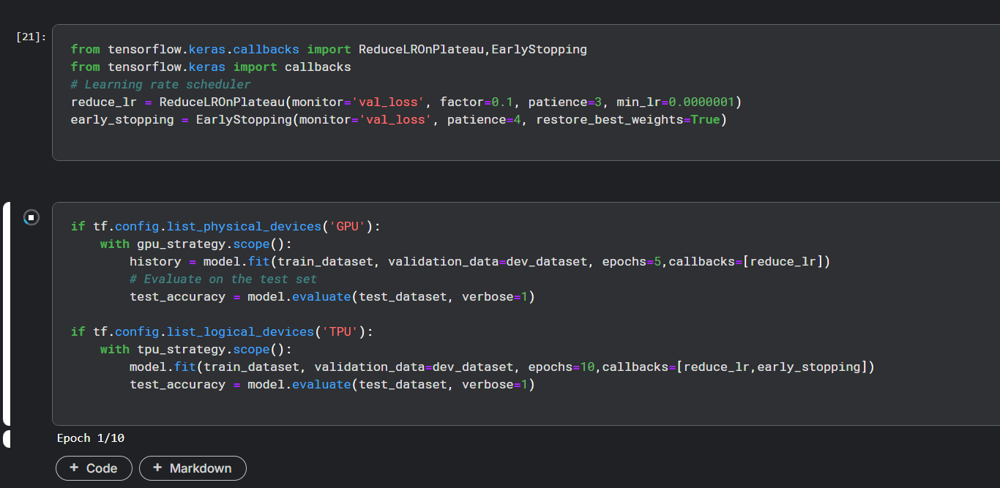 [21]:
from tensorflow.keras.callbacks import ReduceLROnPlateau,EarlyStopping
from tensorflow.keras import callbacks
# Learning rate scheduler
reduce_lr = ReduceLROnPlateau(monitor='val_loss', factor=0.1, patience=3, min_lr=0.0000001)
early_stopping = EarlyStopping(monitor='val_loss', patience=4, restore_best_weights=True)
if tf.config.list_physical_devices('GPU'):
    with gpu_strategy.scope():
        history = model.fit(train_dataset, validation_data=dev_dataset, epochs=5,callbacks=[reduce_lr])
        # Evaluate on the test set
        test_accuracy = model.evaluate(test_dataset, verbose=1)
if tf.config.list_logical_devices('TPU'):
    with tpu_strategy.scope():
        model.fit(train_dataset, validation_data=dev_dataset, epochs=10,callbacks=[reduce_lr,early_stopping])
        test_accuracy = model.evaluate(test_dataset, verbose=1)
Epoch 1/10
+ Code + Markdown